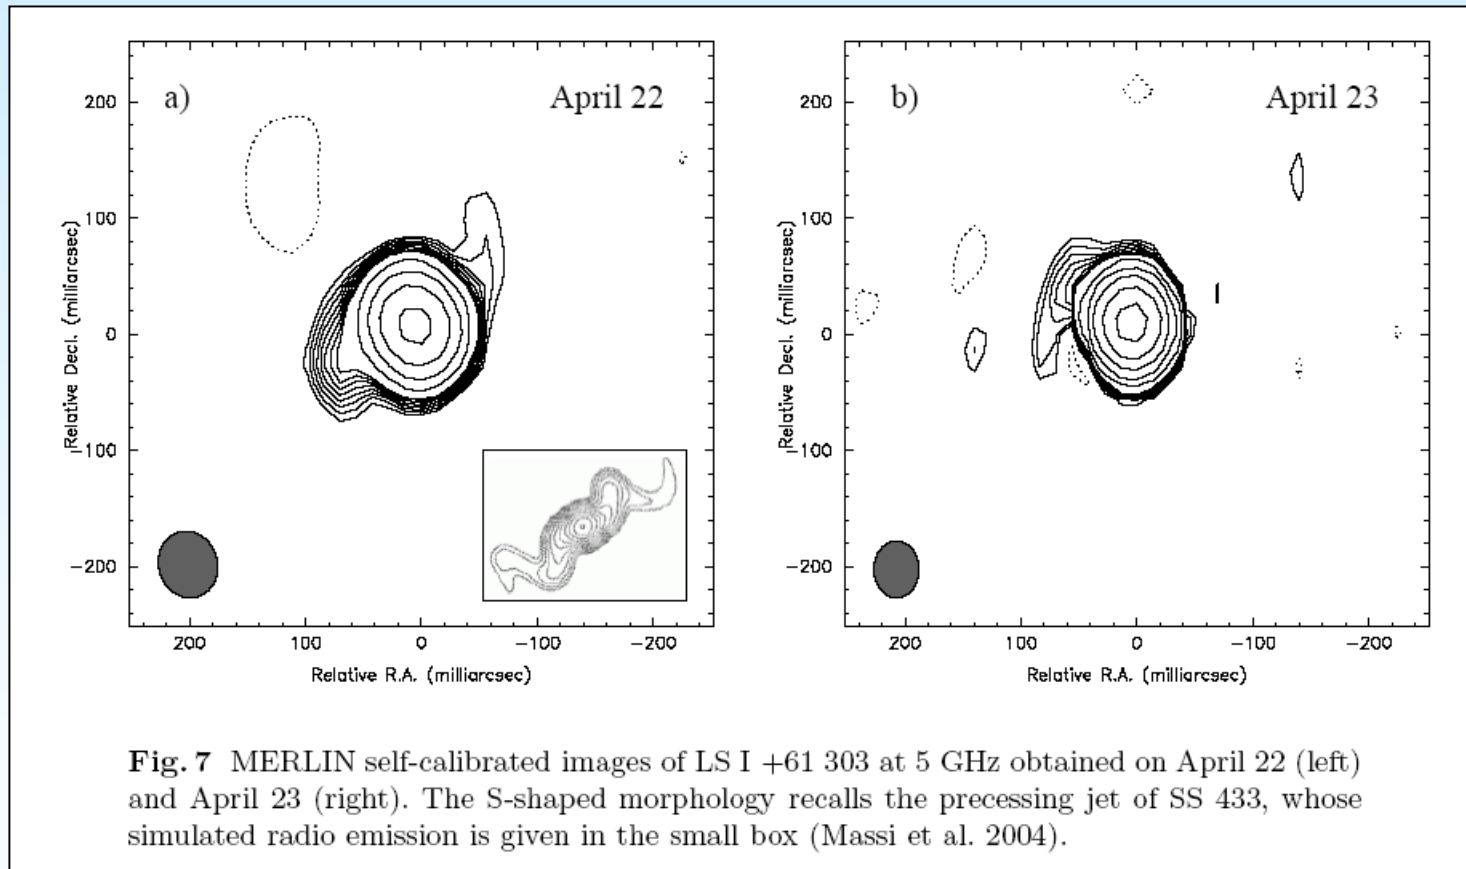 a)
April 22
200
100
0
-100
-200
Relative Decl. (milliarcsec)
200
100
0
-100
-200
Relative R.A. (milliarcsec)
b)
April 23
200
100
0
-100
-200
Relative Decl. (milliarcsec)
200
100
0
-100
-200
Relative R.A. (milliarcsec)
Fig. 7 MERLIN self-calibrated images of LS I +61 303 at 5 GHz obtained on April 22 (left)
and April 23 (right). The S-shaped morphology recalls the precessing jet of SS 433, whose
simulated radio emission is given in the small box (Massi et al. 2004).